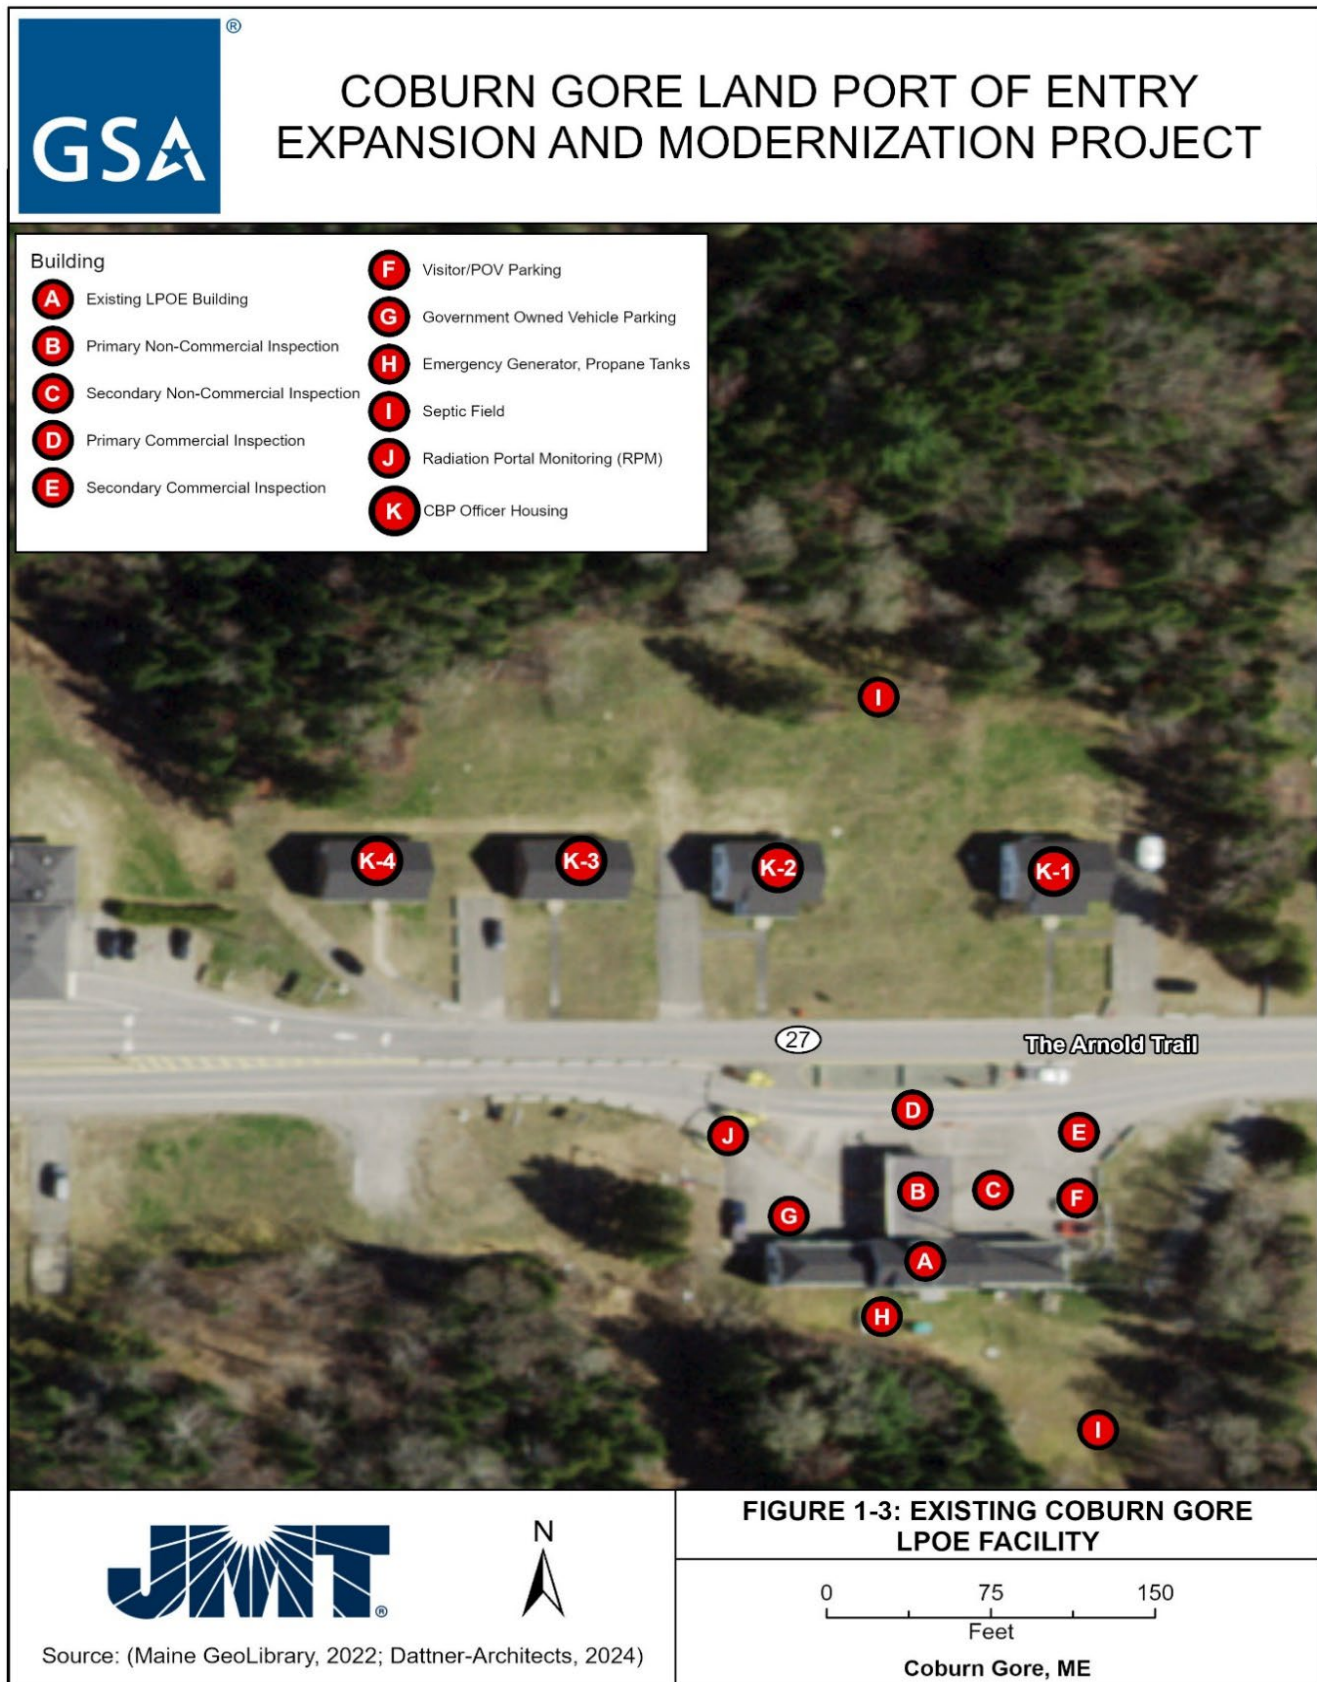 GSA
®
COBURN GORE LAND PORT OF ENTRY
EXPANSION AND MODERNIZATION PROJECT
Building
A Existing LPOE Building
B Primary Non-Commercial Inspection
C Secondary Non-Commercial Inspection
D Primary Commercial Inspection
E Secondary Commercial Inspection
F Visitor/POV Parking
G Government Owned Vehicle Parking
H Emergency Generator, Propane Tanks
I Septic Field
J Radiation Portal Monitoring (RPM)
K CBP Officer Housing
I
K-4
K-3
K-2
K-1
27
The Arnold Trail
D
J
E
B
C
F
G
A
H
I
JMT®
N
Source: (Maine GeoLibrary, 2022; Dattner-Architects, 2024)
FIGURE 1-3: EXISTING COBURN GORE
LPOE FACILITY
0 75 150
Feet
Coburn Gore, ME